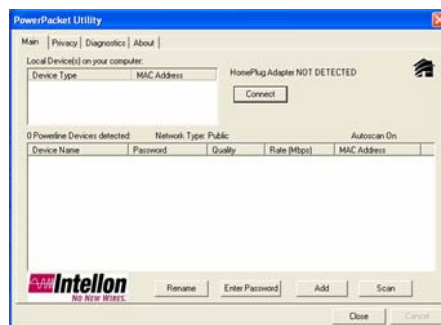 PowerPacket Utility
Main Privacy Diagnostics About
Local Device(s) on your computer:
Device Type MAC Address
HomePlug Adapter NOT DETECTED
Connect
0 Powerline Devices detected: Network Type: Public Autoscan On
Device Name Password Quality Rate (Mbps) MAC Address
Intellon
NO NEW WIRES.
Rename Enter Password Add Scan
Close Cancel